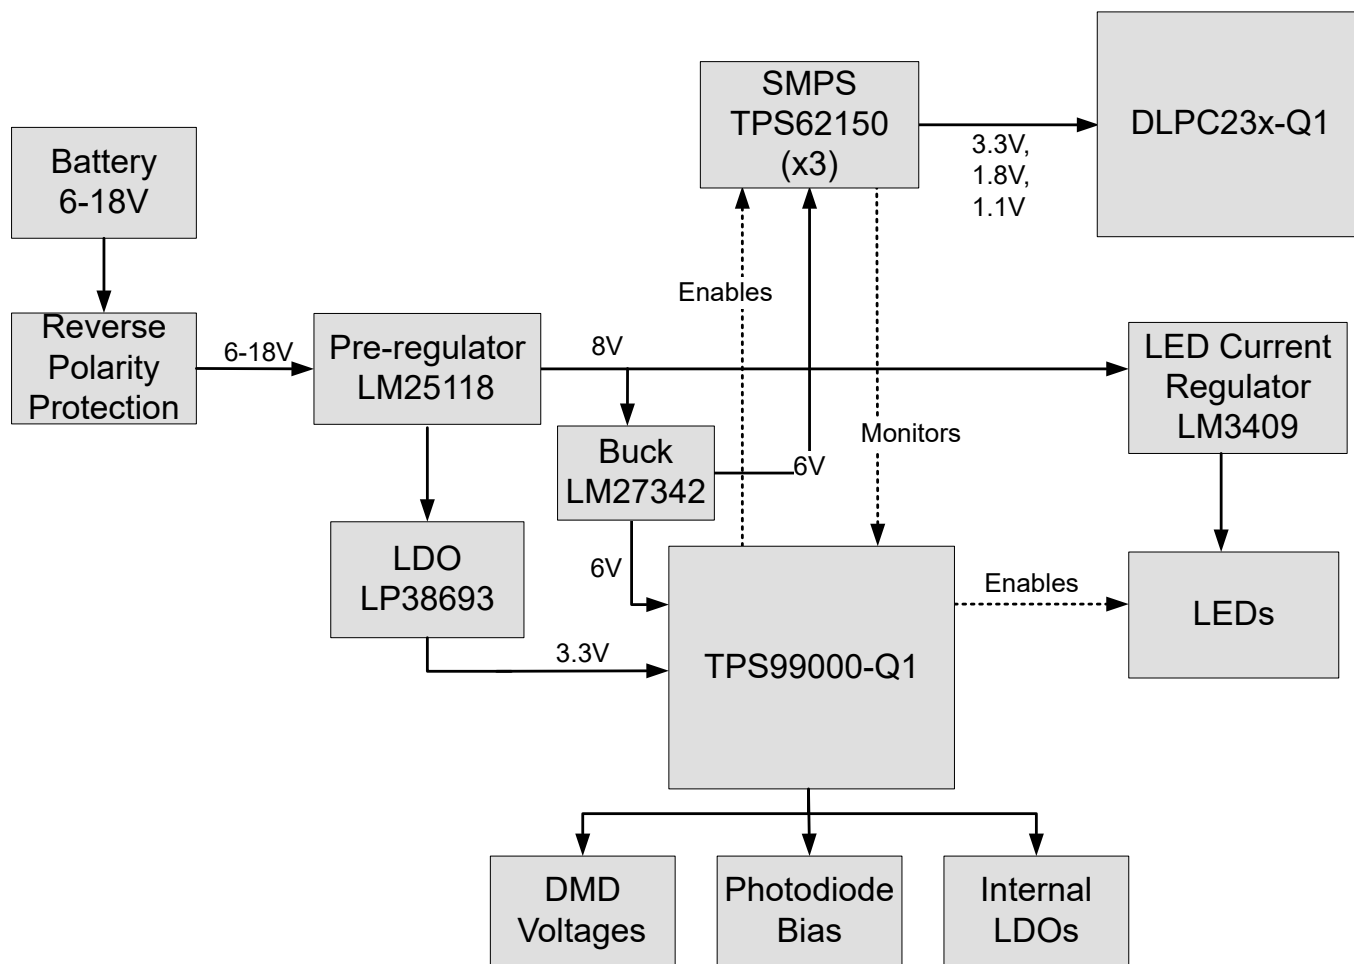 SMPS
TPS62150
(x3)
DLPC23x-Q1
3.3V,
1.8V,
1.1V
Battery
6-18V
Enables
Reverse
Polarity
Protection
6-18V
Pre-regulator
LM25118
8V
LED Current
Regulator
LM3409
Monitors
Buck
LM27342
6V
LDO
LP38693
6V
Enables
LEDs
3.3V
TPS99000-Q1
DMD
Voltages
Photodiode
Bias
Internal
LDOs